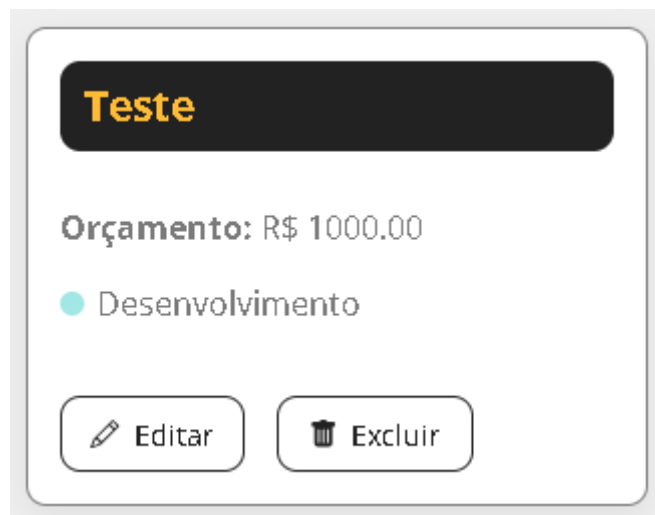 Teste
Orçamento: R$ 1000.00
Desenvolvimento
Editar Excluir